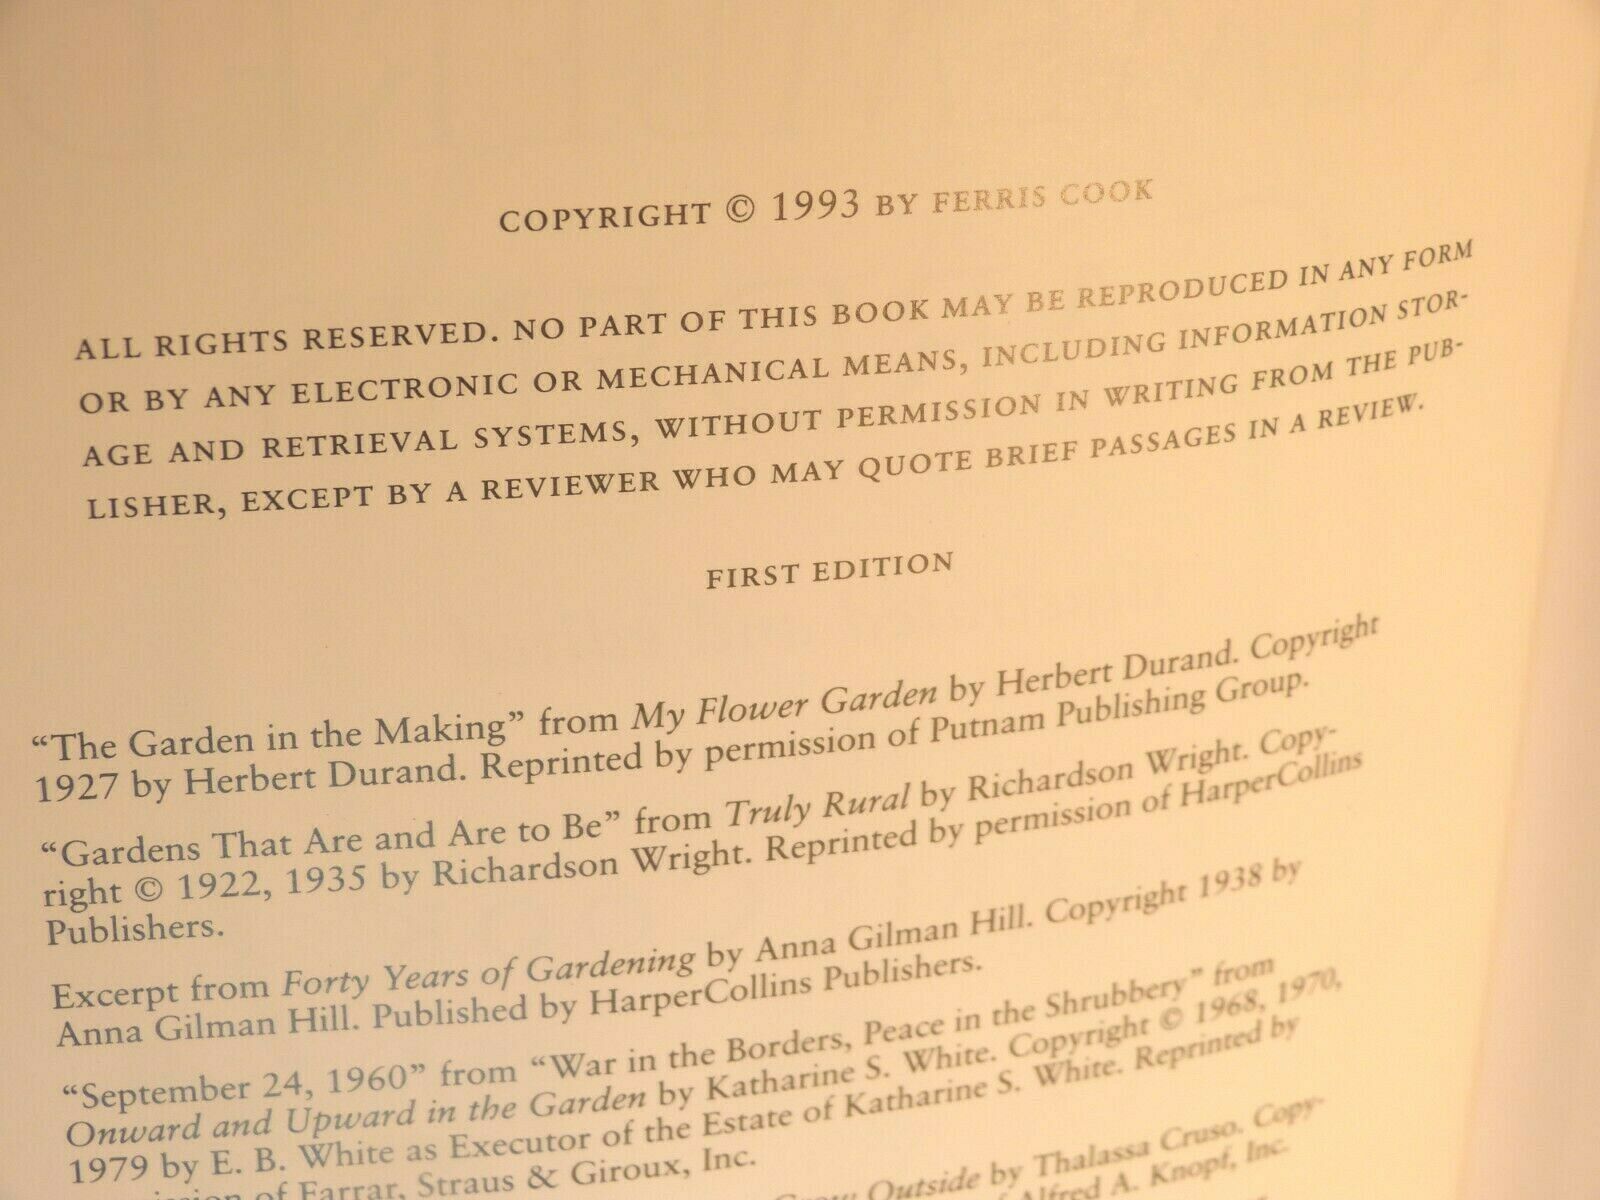 COPYRIGHT © 1993 BY FERRIS COOK
ALL RIGHTS RESERVED. NO PART OF THIS BOOK MAY BE REPRODUCED IN ANY FORM
OR BY ANY ELECTRONIC OR MECHANICAL MEANS, INCLUDING INFORMATION STOR-
AGE AND RETRIEVAL SYSTEMS, WITHOUT PERMISSION IN WRITING FROM THE PUB-
LISHER, EXCEPT BY A REVIEWER WHO MAY QUOTE BRIEF PASSAGES IN A REVIEW.
FIRST EDITION
“The Garden in the Making” from My Flower Garden by Herbert Durand. Copyright
1927 by Herbert Durand. Reprinted by permission of Putnam Publishing Group.
“Gardens That Are and Are to Be” from Truly Rural by Richardson Wright. Copy-
right © 1922, 1935 by Richardson Wright. Reprinted by permission of HarperCollins
Publishers.
Excerpt from Forty Years of Gardening by Anna Gilman Hill. Copyright 1938 by
Anna Gilman Hill. Published by HarperCollins Publishers.
“September 24, 1960” from “War in the Borders, Peace in the Shrubbery” from
Onward and Upward in the Garden by Katharine S. White. Copyright © 1968, 1970,
1979 by E. B. White as Executor of the Estate of Katharine S. White. Reprinted by
of Farrar, Straus & Giroux, Inc.
Outside by Thalassa Cruso. Copy-
of Alfred A. Knopf, Inc.